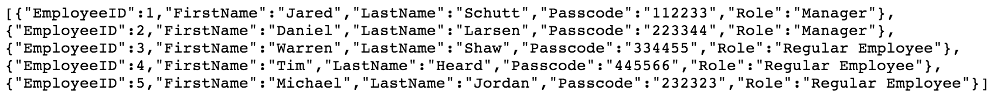 [{"EmployeeID":1,"FirstName":"Jared","LastName":"Schutt","Passcode":"112233","Role":"Manager"},
{"EmployeeID":2,"FirstName":"Daniel","LastName":"Larsen","Passcode":"223344","Role":"Manager"},
{"EmployeeID":3,"FirstName":"Warren","LastName":"Shaw","Passcode":"334455","Role":"Regular Employee"},
{"EmployeeID":4,"FirstName":"Tim","LastName":"Heard","Passcode":"445566","Role":"Regular Employee"},
{"EmployeeID":5,"FirstName":"Michael","LastName":"Jordan","Passcode":"232323","Role":"Regular Employee"}]